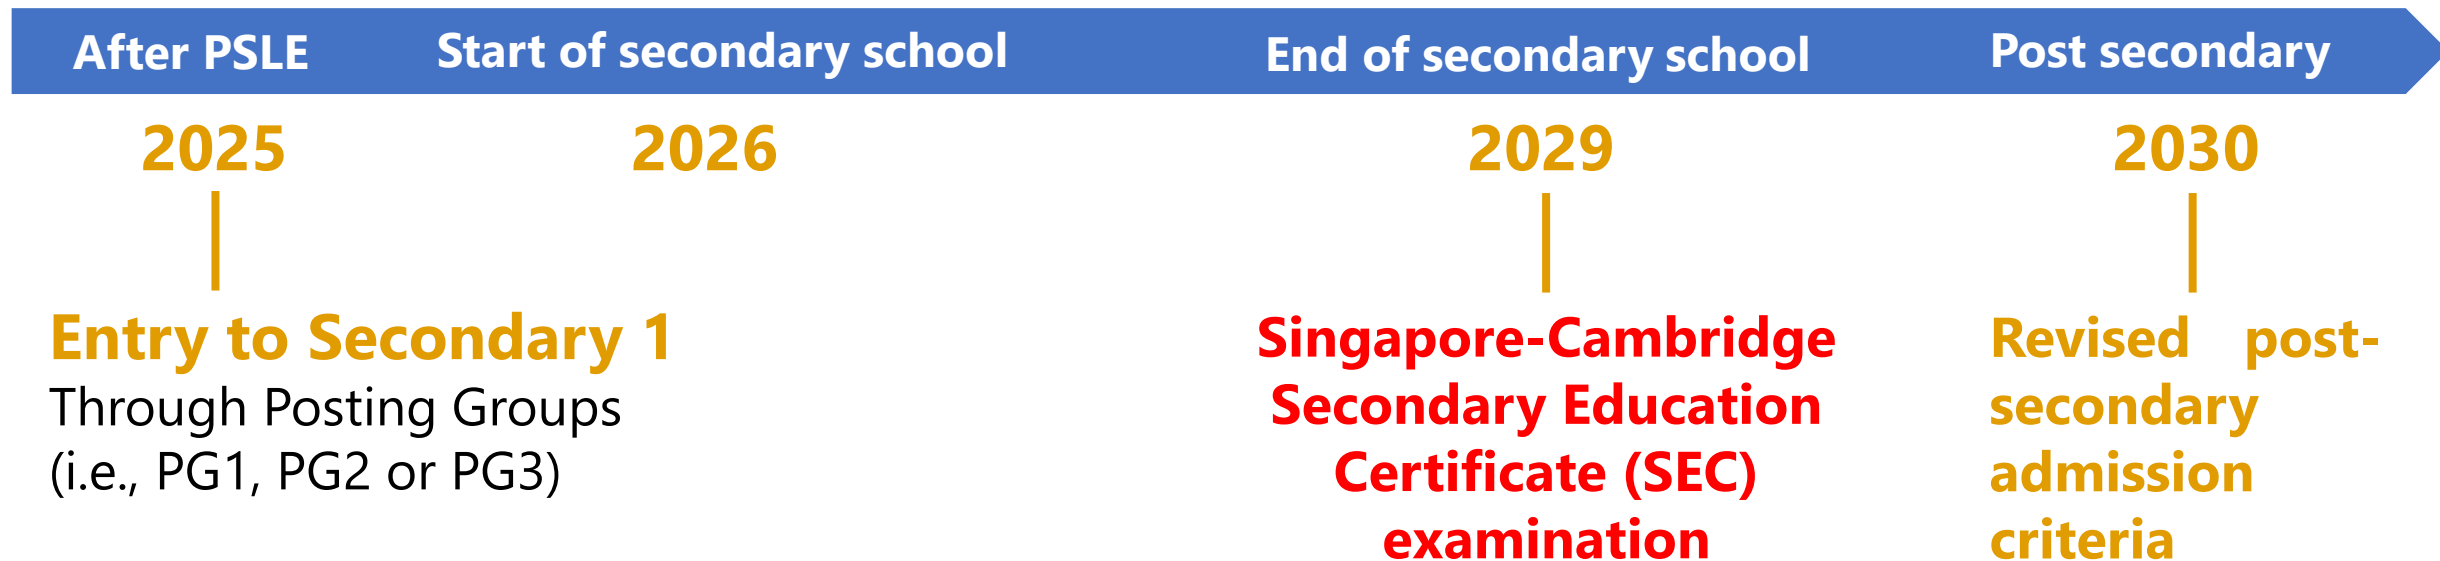 After PSLE
Start of secondary school
End of secondary school
Post secondary
2025
2026
2029
2030
Entry to Secondary 1
Through Posting Groups
(i.e., PG1, PG2 or PG3)
Singapore-Cambridge
Secondary Education
Certificate (SEC)
examination
Revised post-
secondary
admission
criteria